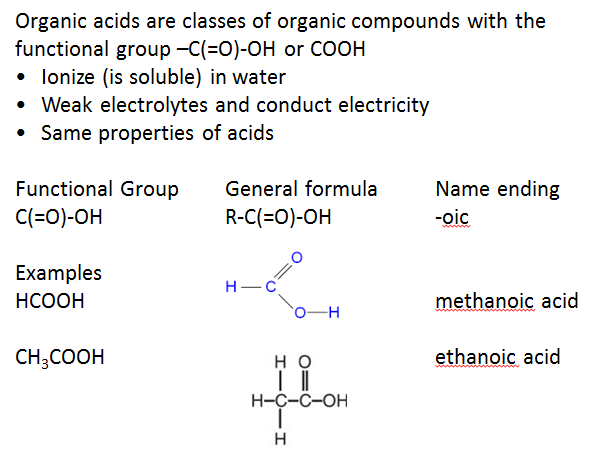 Organic acids are classes of organic compounds with the
functional group –C(=O)-OH or COOH
• Ionize (is soluble) in water
• Weak electrolytes and conduct electricity
• Same properties of acids
Functional Group General formula Name ending
C(=O)-OH R-C(=O)-OH -oic
Examples
O
H C
HCOOH methanoic acid
O H
CH₃COOH H O ethanoic acid
H-C-C-OH
H